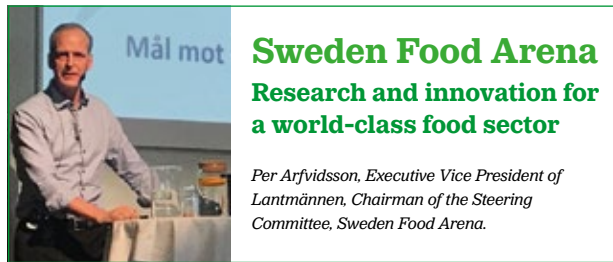 Mål mot
Sweden Food Arena
Research and innovation for
a world-class food sector
Per Arfvidsson, Executive Vice President of
Lantmännen, Chairman of the Steering
Committee, Sweden Food Arena.